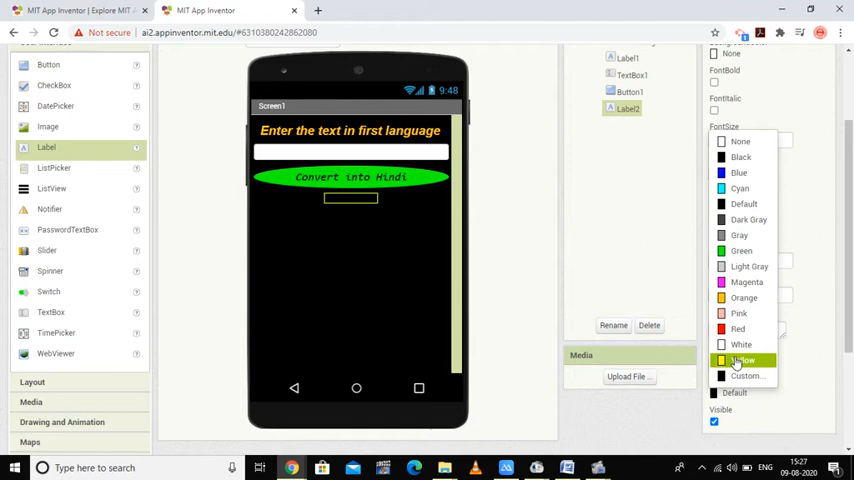 MIT App Inventor | Explore MIT A
MIT App Inventor
Not secure
ai2.appinventor.mit.edu/#6310380242862080
Button
CheckBox
DatePicker
Image
Label
ListPicker
ListView
Notifier
PasswordTextBox
Slider
Spinner
Switch
TextBox
TimePicker
WebViewer
Layout
Media
Drawing and Animation
Maps
9:48
Screen1
Enter the text in first language
Convert into Hindi
Label1
TextBox1
Button1
Label2
Rename
Delete
Media
Upload File ...
None
FontBold
FontItalic
FontSize
None
Black
Blue
Cyan
Default
Dark Gray
Gray
Green
Light Gray
Magenta
Orange
Pink
Red
White
Custom...
Default
Visible
Type here to search
ENG
15:27
09-08-2020